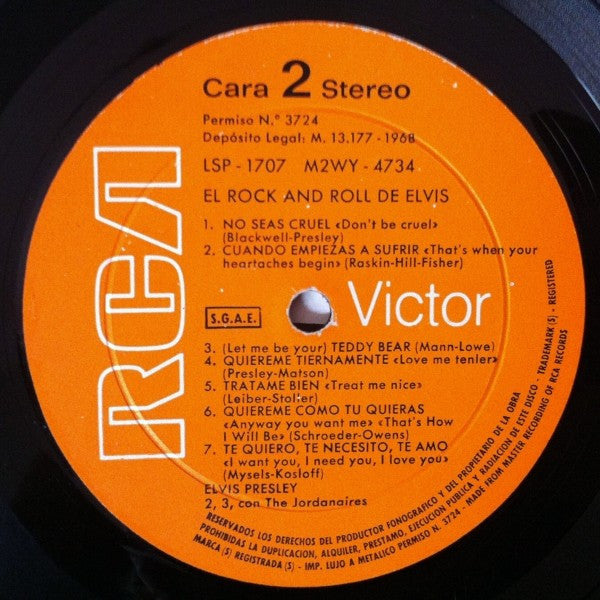 Cara 2 Stereo
Permiso N.º 3724
Depósito Legal: M. 13,177 - 1968
LSP - 1707 M2WY - 4734
EL ROCK AND ROLL DE ELVIS
1. NO SEAS CRUEL «Don't be cruel»
(Blackwell-Presley)
2. CUANDO EMPIEZAS A SUFRIR «That's when your
heartaches begin» (Raskin-Hill-Fisher)
RCA
S.G.A.E.
Victor
3. (Let me be your) TEDDY BEAR (Mann-Lowe)
4. QUIEREME TIERNAMENTE «Love me tenler»
(Presley-Matson)
5. TRATAME BIEN «Treat me nice»
(Leiber-Stoller)
6. QUIEREME COMO TU QUIERAS
«Anyway you want me» «That's How
I Will Be» (Schroeder-Owens)
7. TE QUIERO, TE NECESITO, TE AMO
«I want you, I need you, I love you»
(Mysels-Kosloff)
ELVIS PRESLEY
2, 3, con The Jordanaires
RESERVADOS LOS DERECHOS DEL PRODUCTOR FONOGRAFICO Y DEL PROPIETARIO DE LA OBRA
PROHIBIDAS LA DUPLICACION, ALQUILER, PRESTAMO, EJECUCION PUBLICA Y RADIACION DE ESTE DISCO - TRADEMARK (S) - REGISTERED
MARCA (S) REGISTRADA (S) - IMP. LUJO A METALICO PERMISO N. 3724 - MADE FROM MASTER RECORDING OF RCA RECORDS